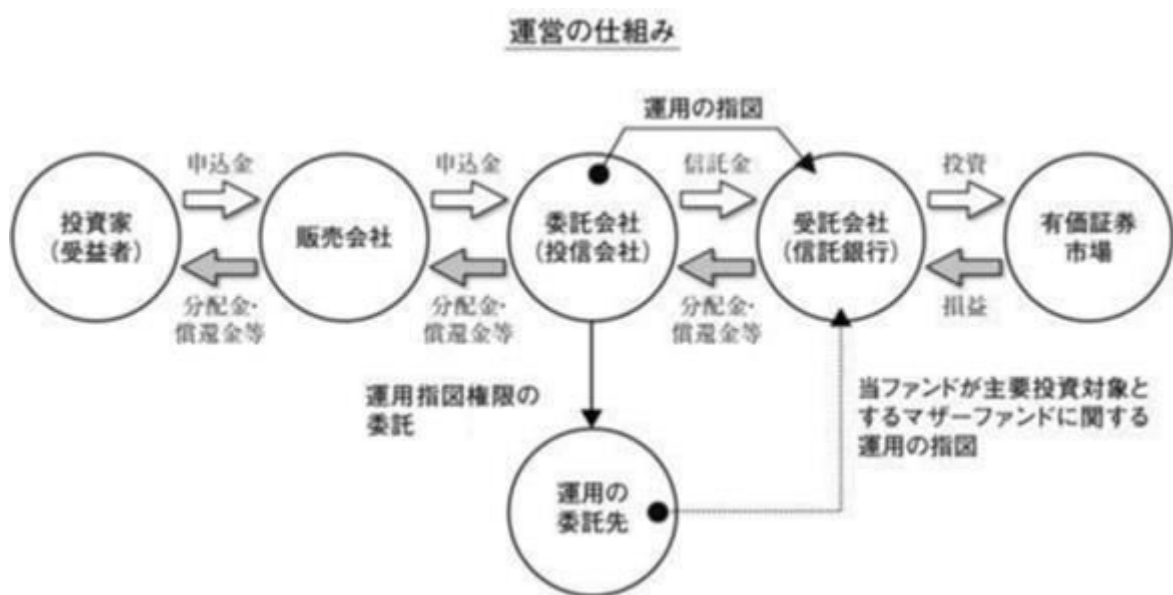 運営の仕組み
運用の指図
申込金
申込金
信託金
投資
投資家
(受益者)
販売会社
委託会社
(投信会社)
受託会社
(信託銀行)
有価証券
市場
分配金・
償還金等
分配金・
償還金等
分配金・
償還金等
損益
運用指図権限の
委託
当ファンドが主要投資対象と
するマザーファンドに関する
運用の指図
運用の
委託先